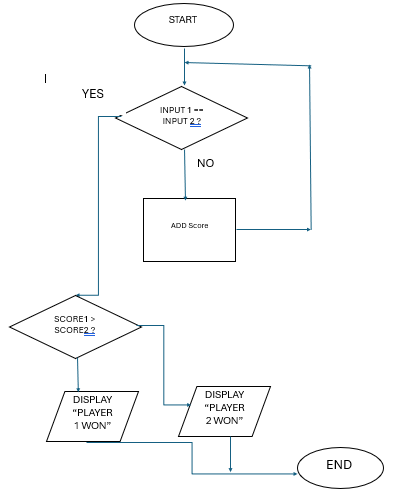 START
I
YES
INPUT 1 ==
INPUT 2 ?
NO
ADD Score
SCORE1 >
SCORE2 ?
DISPLAY
“PLAYER
1 WON”
DISPLAY
“PLAYER
2 WON”
END